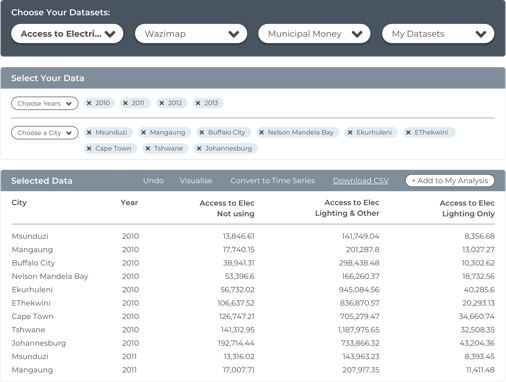 Choose Your Datasets:
Access to Electri... Wazimap Municipal Money My Datasets
Select Your Data
Choose Years × 2010 × 2011 × 2012 × 2013
Choose a City × Msunduzi × Mangaung × Buffalo City × Nelson Mandela Bay × Ekurhuleni × EThekwini
× Cape Town × Tshwane × Johannesburg
Selected Data Undo Visualise Convert to Time Series Download CSV + Add to My Analysis
City Year Access to Elec Access to Elec Access to Elec
Not using Lighting & Other Lighting Only
Msunduzi 2010 13,846.61 141,749.04 8,356.68
Mangaung 2010 17,740.15 201,287.8 13,027.27
Buffalo City 2010 38,941.31 298,438.48 10,302.62
Nelson Mandela Bay 2010 53,396.6 166,260.37 18,732.56
Ekurhuleni 2010 56,732.02 945,084.56 40,285.6
EThekwini 2010 106,637.52 836,870.57 20,293.13
Cape Town 2010 126,747.21 705,279.47 34,660.74
Tshwane 2010 141,312.95 1,187,975.65 32,508.35
Johannesburg 2010 192,714.44 733,866.32 43,204.36
Msunduzi 2011 13,316.02 143,963.23 8,393.45
Mangaung 2011 17,007.71 207,917.35 11,411.48